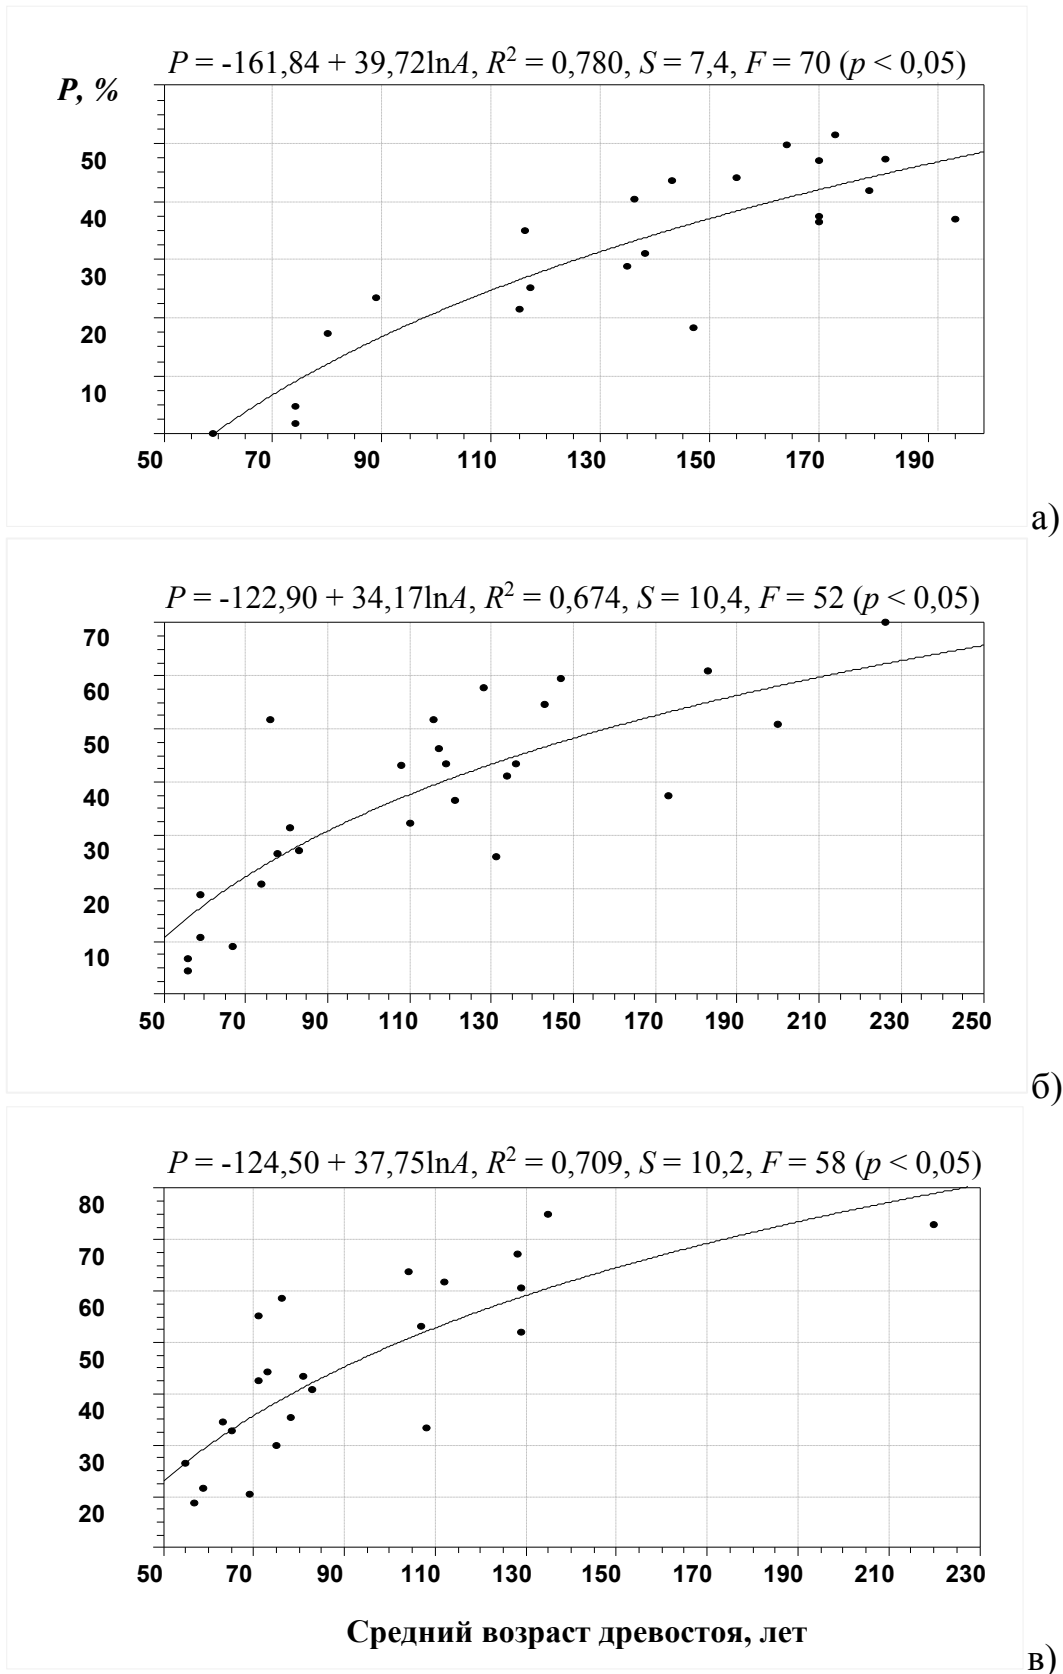 P = -161,84 + 39,72lnA, R² = 0,780, S = 7,4, F = 70 (p < 0,05)
P, %
50
40
30
20
10
50 70 90 110 130 150 170 190
а)
P = -122,90 + 34,17lnA, R² = 0,674, S = 10,4, F = 52 (p < 0,05)
70
60
50
40
30
20
10
50 70 90 110 130 150 170 190 210 230 250
б)
P = -124,50 + 37,75lnA, R² = 0,709, S = 10,2, F = 58 (p < 0,05)
80
70
60
50
40
30
20
50 70 90 110 130 150 170 190 210 230
Средний возраст древостоя, лет
в)